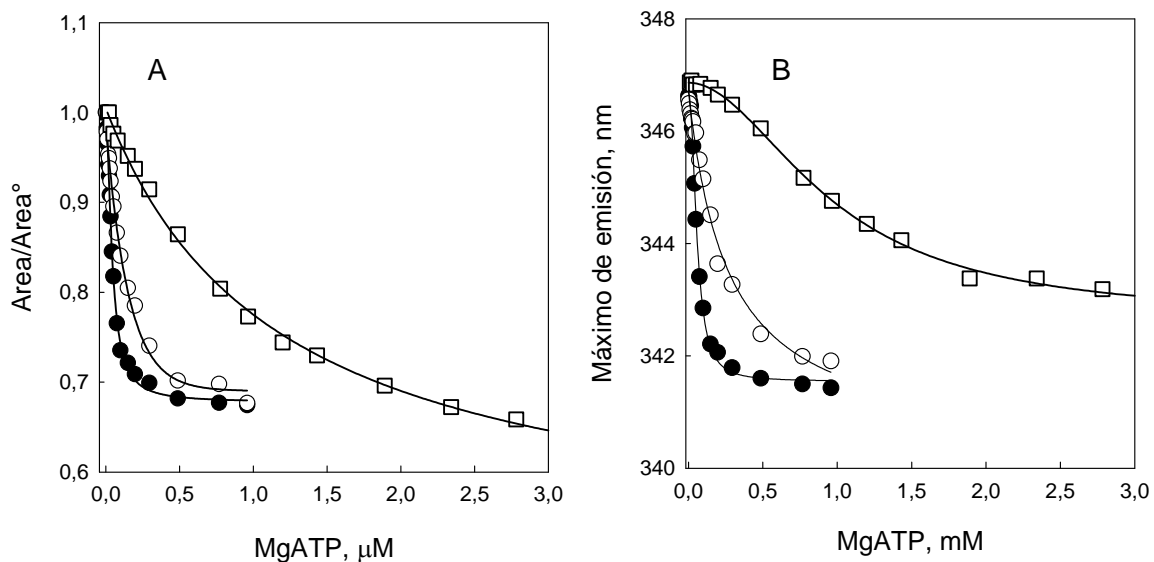 A
1,1
1,0
0,9
0,8
0,7
0,6
Area/Area°
0,0 0,5 1,0 1,5 2,0 2,5 3,0
MgATP, μM
B
348
346
344
342
340
Máximo de emisión, nm
0,0 0,5 1,0 1,5 2,0 2,5 3,0
MgATP, mM